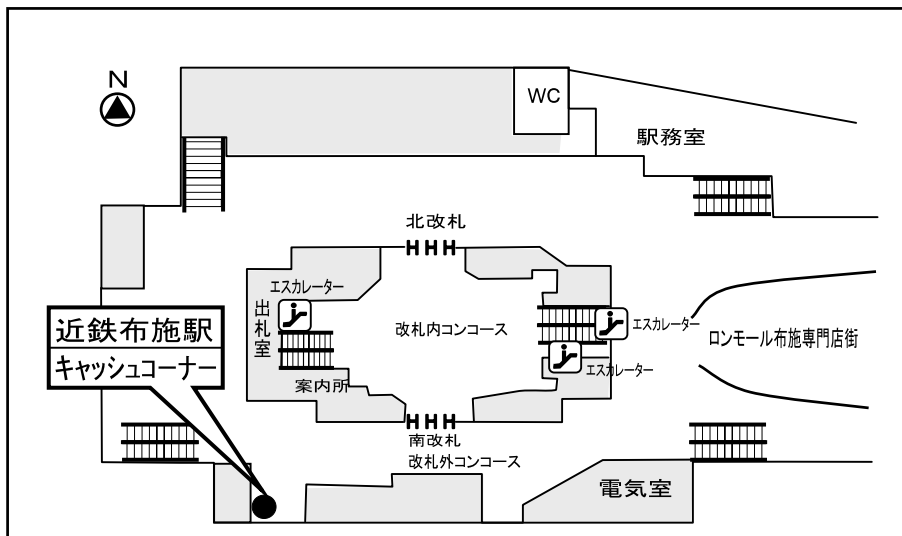 N
WC
駅務室
北改札
エスカレーター
出札室
改札内コンコース
エスカレーター
ロンモール布施専門店街
エスカレーター
近鉄布施駅
キャッシュコーナー
案内所
南改札
改札外コンコース
電気室